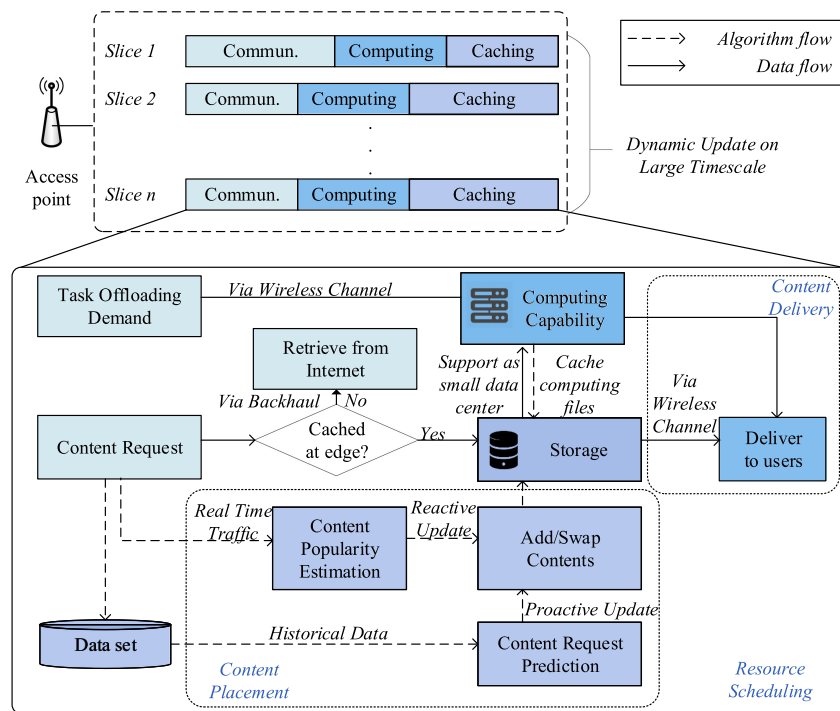 Slice 1
Commun.
Computing
Caching
Algorithm flow
Data flow
Slice 2
Commun.
Computing
Caching
.
.
.
Access
point
Dynamic Update on
Large Timescale
Slice n
Commun.
Computing
Caching
Task Offloading
Demand
Via Wireless Channel
Computing
Capability
Content
Delivery
Retrieve from
Internet
Support as
small data
center
Cache
computing
files
Via Backhaul
No
Via
Wireless
Channel
Content Request
Cached
at edge?
Yes
Storage
Deliver
to users
Real Time
Traffic
Content
Popularity
Estimation
Reactive
Update
Add/Swap
Contents
Proactive Update
Data set
Historical Data
Content Request
Prediction
Content
Placement
Resource
Scheduling